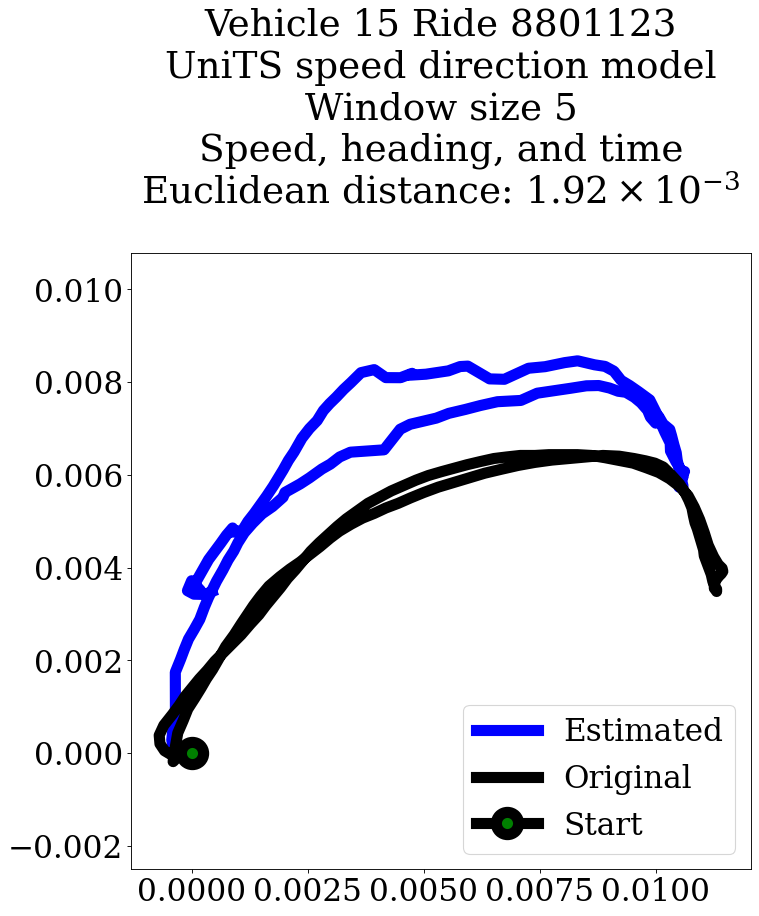 Vehicle 15 Ride 8801123
UniTS speed direction model
Window size 5
Speed, heading, and time
Euclidean distance: 1.92 × 10⁻³
0.010
0.008
0.006
0.004
0.002
0.000
−0.002
0.0000 0.0025 0.0050 0.0075 0.0100
Estimated
Original
Start